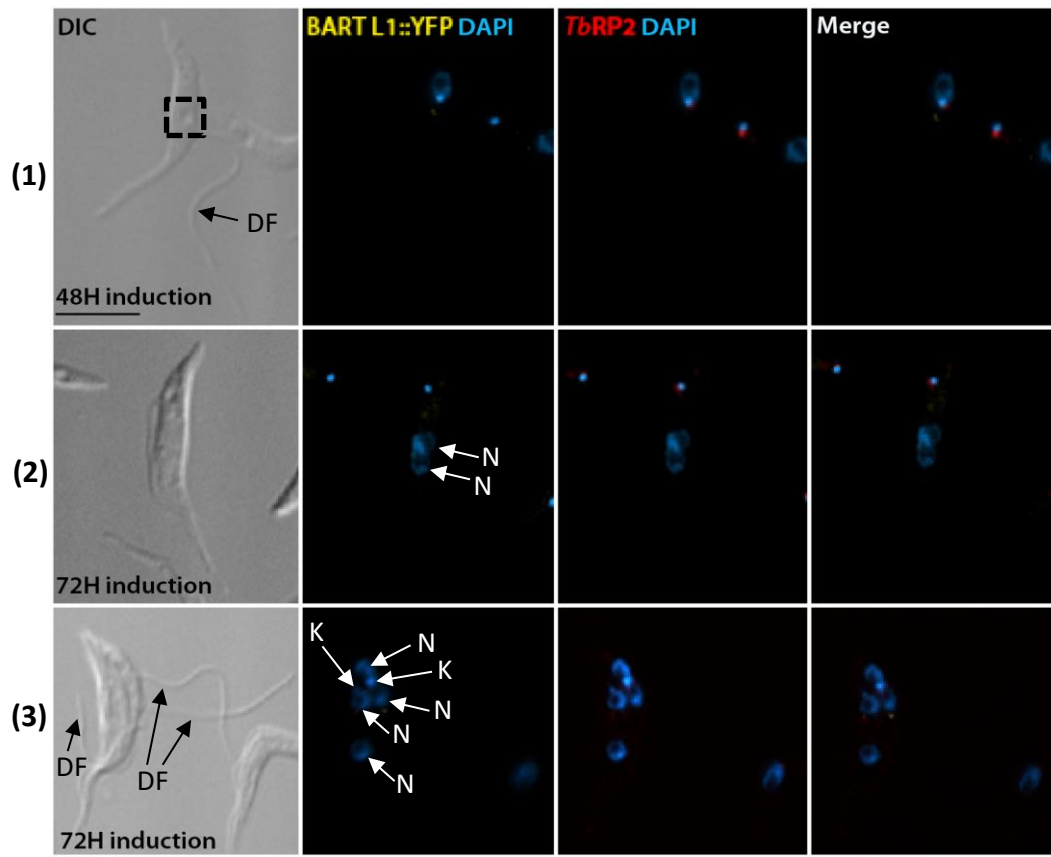 DIC
BART L1::YFP DAPI
TbRP2 DAPI
Merge
(1)
DF
48H induction
(2)
N
N
72H induction
(3)
K
N
K
N
N
N
DF
DF
72H induction